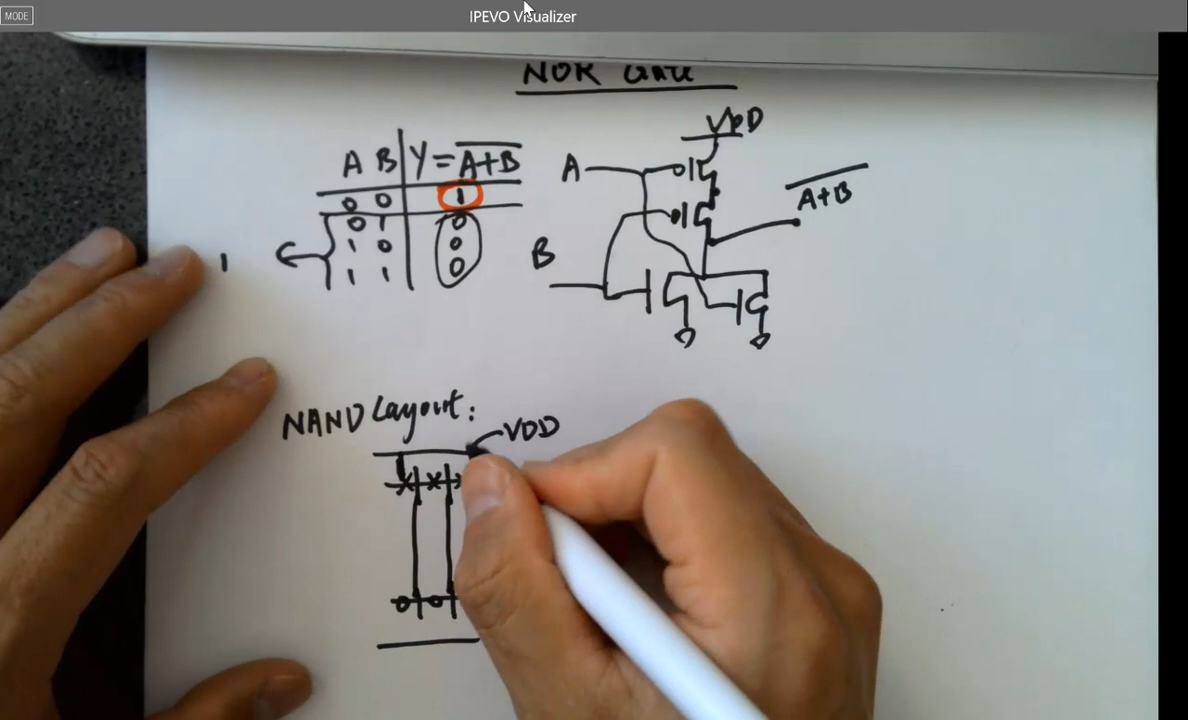 MODE
IPEVO Visualizer
NOR Gate
A B Y = A+B
0 0 1
0 1 0
1 0 0
1 1 0
1
VDD
A
A+B
B
NAND Layout:
VDD